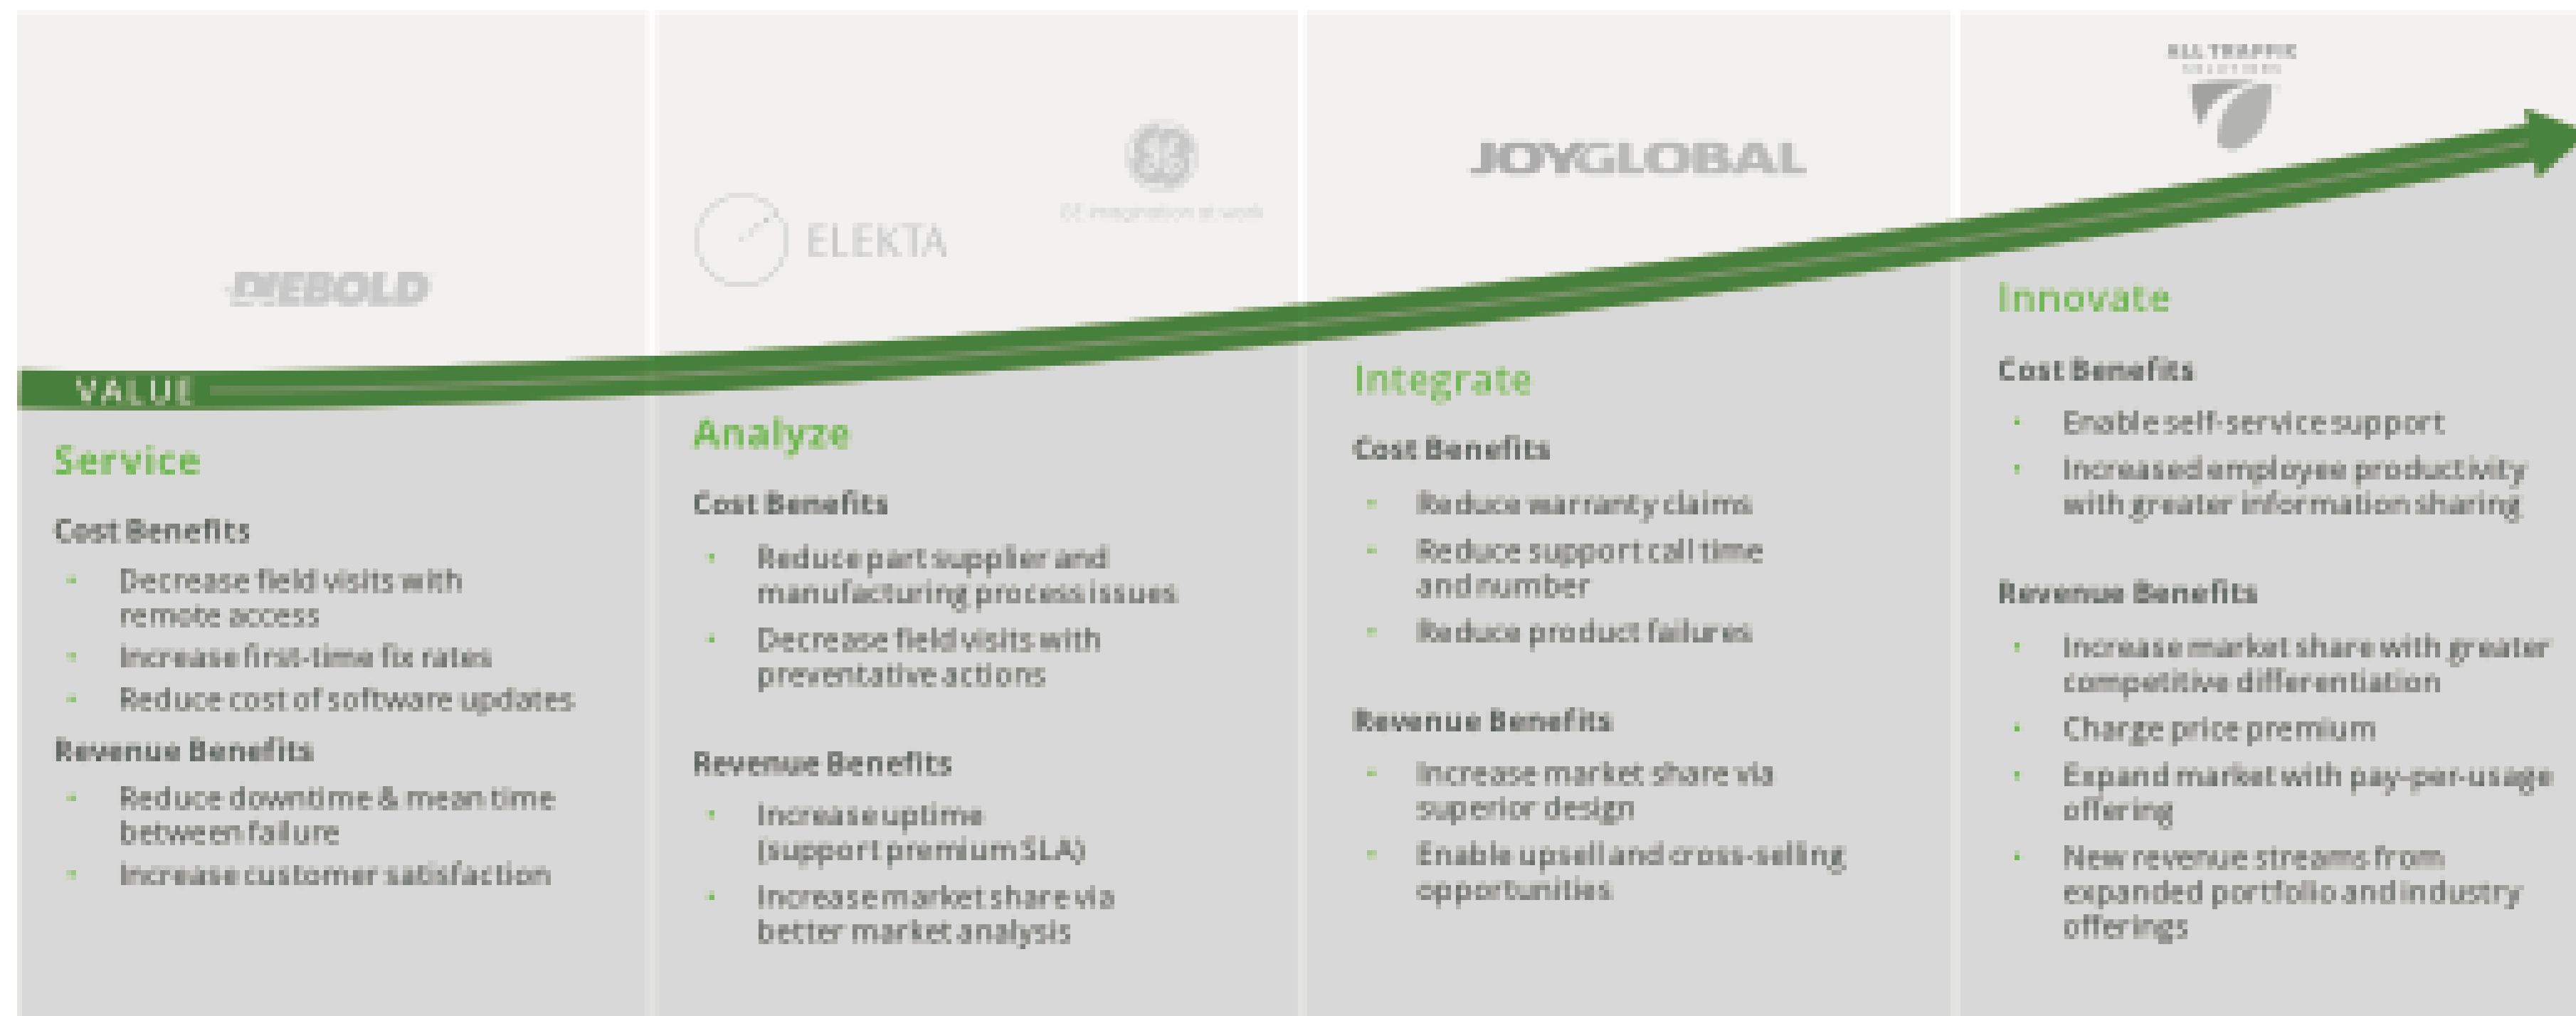 DIEBOLD
VALUE
Service
Cost Benefits
Decrease field visits with
remote access
Increase first-time fix rates
Reduce cost of software updates
Revenue Benefits
Reduce downtime & mean time
between failure
Increase customer satisfaction
ELEKTA
GE imagination at work
Analyze
Cost Benefits
Reduce part supplier and
manufacturing process issues
Decrease field visits with
preventative actions
Revenue Benefits
Increase uptime
(support premium SLA)
Increase market share via
better market analysis
JOYGLOBAL
Integrate
Cost Benefits
Reduce warranty claims
Reduce support call time
and number
Reduce product failures
Revenue Benefits
Increase market share via
superior design
Enable upsell and cross-selling
opportunities
ALL TRAFFIC
SOLUTIONS
Innovate
Cost Benefits
Enable self-service support
Increased employee productivity
with greater information sharing
Revenue Benefits
Increase market share with greater
competitive differentiation
Charge price premium
Expand market with pay-per-usage
offering
New revenue streams from
expanded portfolio and industry
offerings